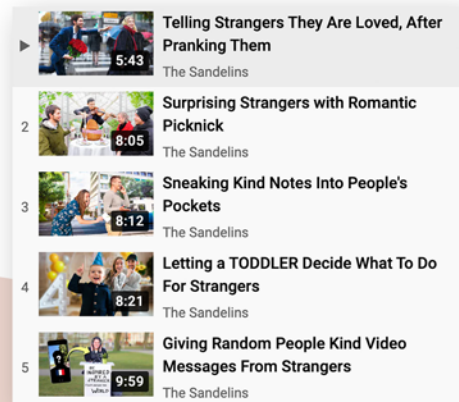 Telling Strangers They Are Loved, After
Pranking Them
The Sandelins
5:43
2
Surprising Strangers with Romantic
Picknick
The Sandelins
8:05
3
Sneaking Kind Notes Into People's
Pockets
The Sandelins
8:12
4
Letting a TODDLER Decide What To Do
For Strangers
The Sandelins
8:21
5
Giving Random People Kind Video
Messages From Strangers
The Sandelins
9:59